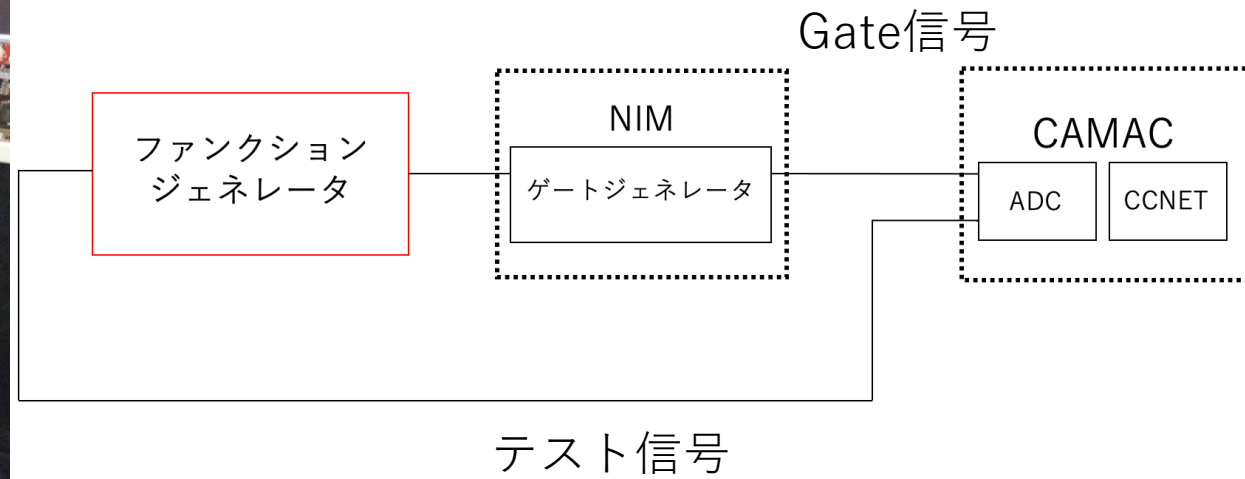 Gate信号
ファンクション
ジェネレータ
NIM
ゲートジェネレータ
CAMAC
ADC
CCNET
テスト信号